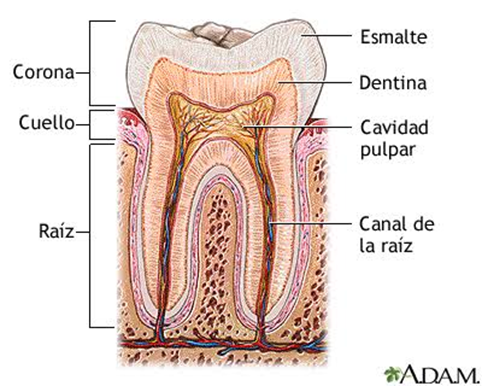 Esmalte
Corona
Dentina
Cuello
Cavidad
pulpar
Raíz
Canal de
la raíz
A.D.A.M.